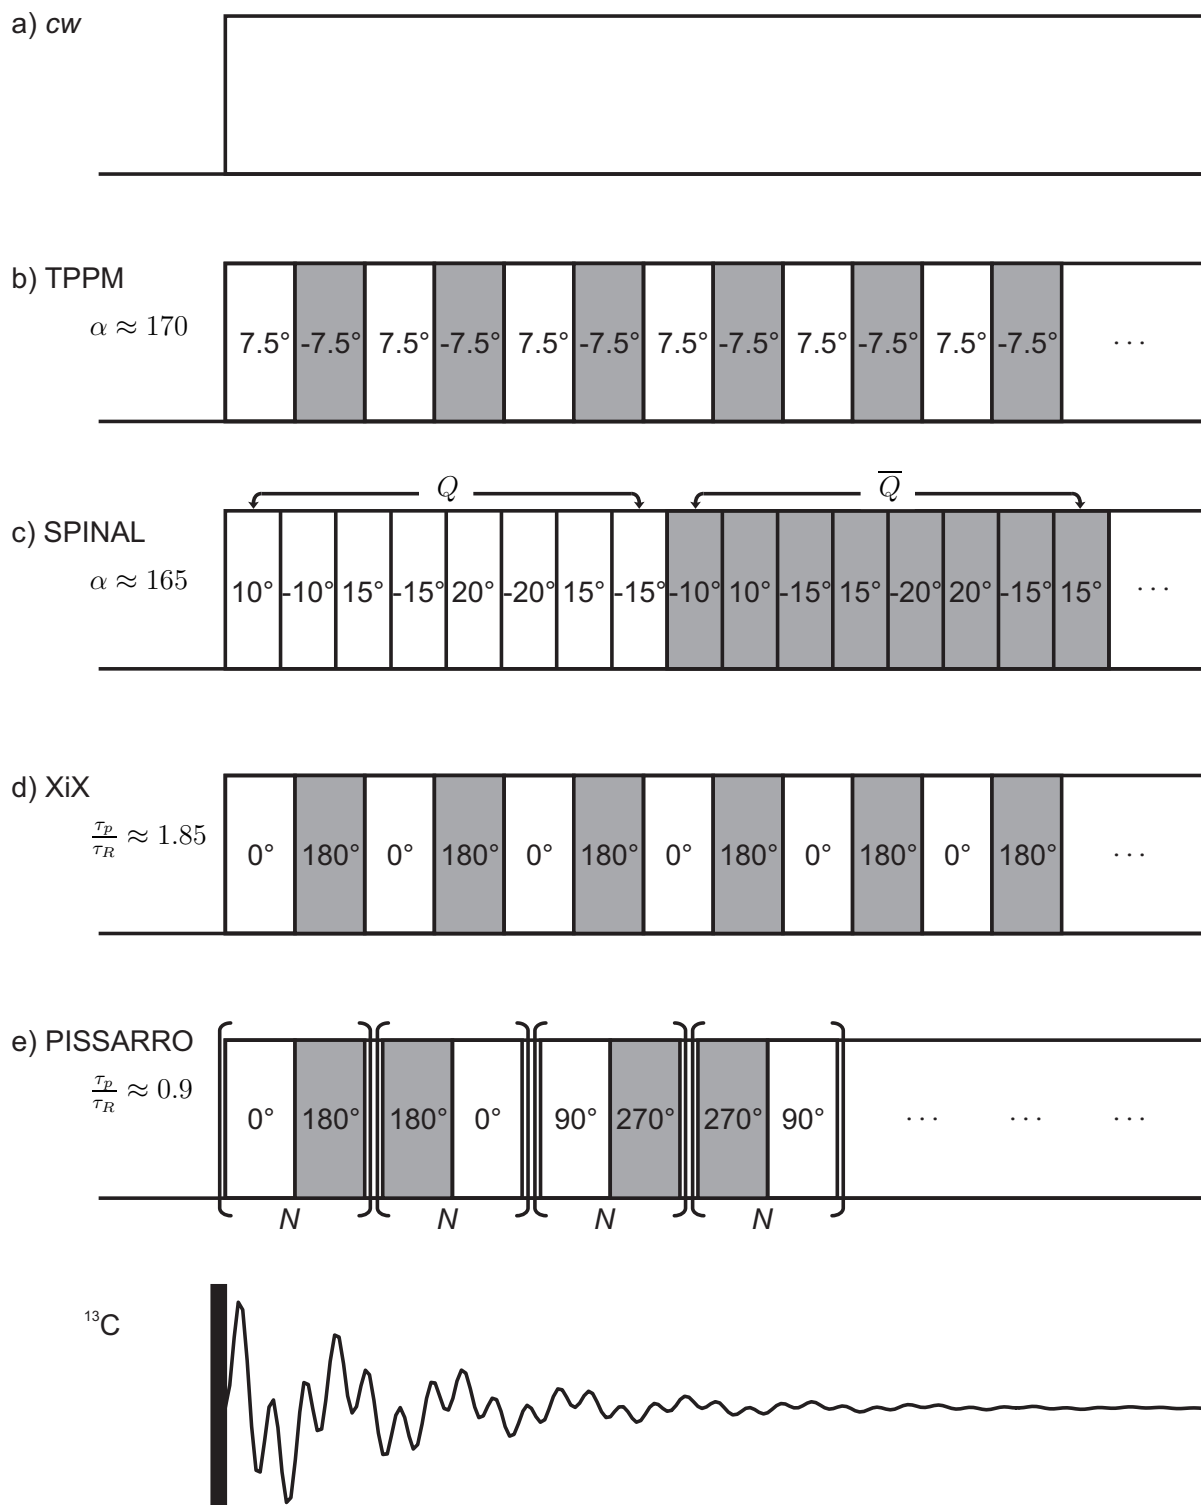 a) cw
b) TPPM
α ≈ 170
7.5° -7.5° 7.5° -7.5° 7.5° -7.5° 7.5° -7.5° 7.5° -7.5° 7.5° -7.5° ...
Q Q̅
c) SPINAL
α ≈ 165
10° -10° 15° -15° 20° -20° 15° -15° -10° 10° -15° 15° -20° 20° -15° 15° ...
d) XiX
τp/τR ≈ 1.85
0° 180° 0° 180° 0° 180° 0° 180° 0° 180° 0° 180° ...
e) PISSARRO
τp/τR ≈ 0.9
0° 180° 180° 0° 90° 270° 270° 90° ... ... ...
N N N N
¹³C